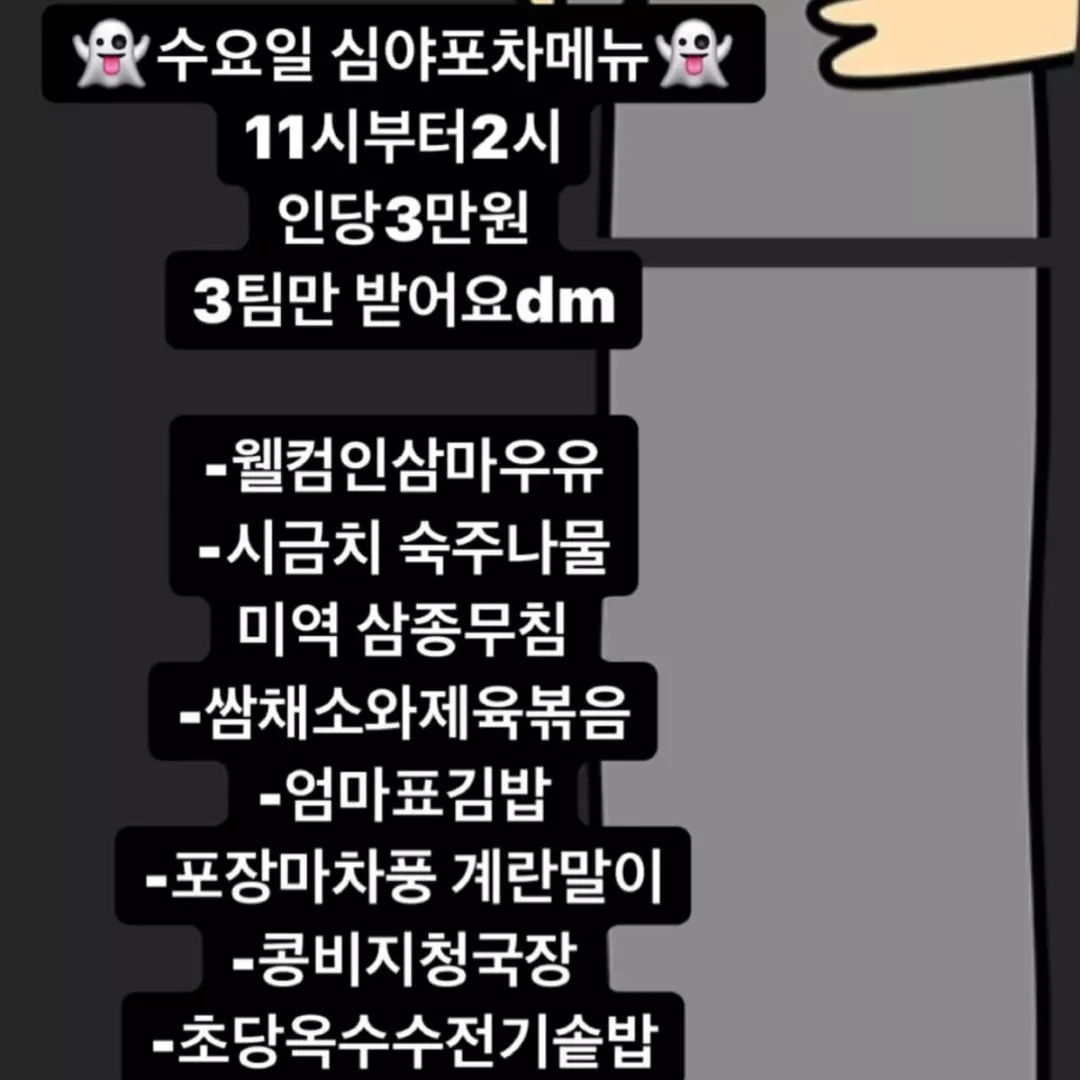 👻수요일 심야포차메뉴👻
11시부터2시
인당3만원
3팀만 받어요dm
-웰컴인삼마우유
-시금치 숙주나물
미역 삼종무침
-쌈채소와제육볶음
-엄마표김밥
-포장마차풍 계란말이
-콩비지청국장
-초당옥수수전기솥밥